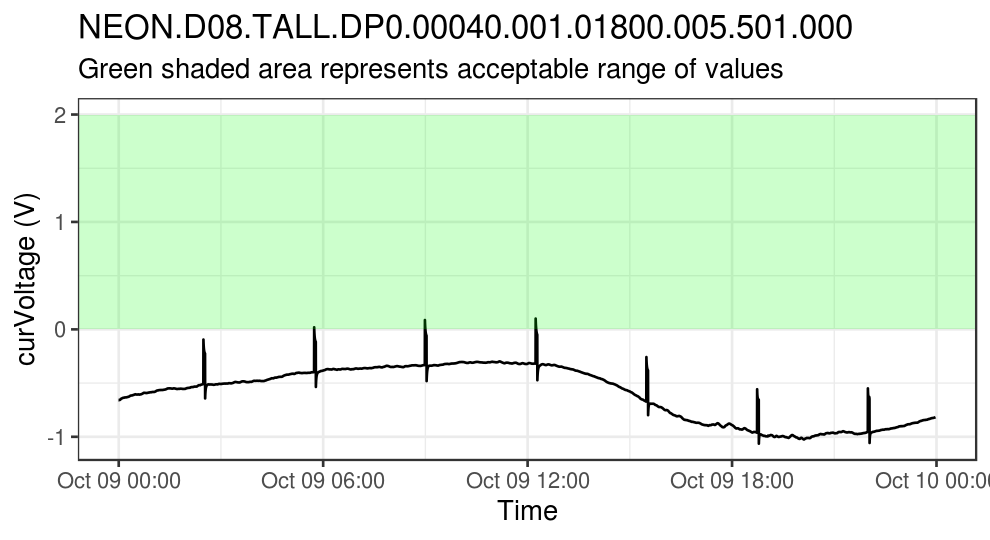 NEON.D08.TALL.DP0.00040.001.01800.005.501.000
Green shaded area represents acceptable range of values
curVoltage (V)
2
1
0
-1
Oct 09 00:00 Oct 09 06:00 Oct 09 12:00 Oct 09 18:00 Oct 10 00:00
Time